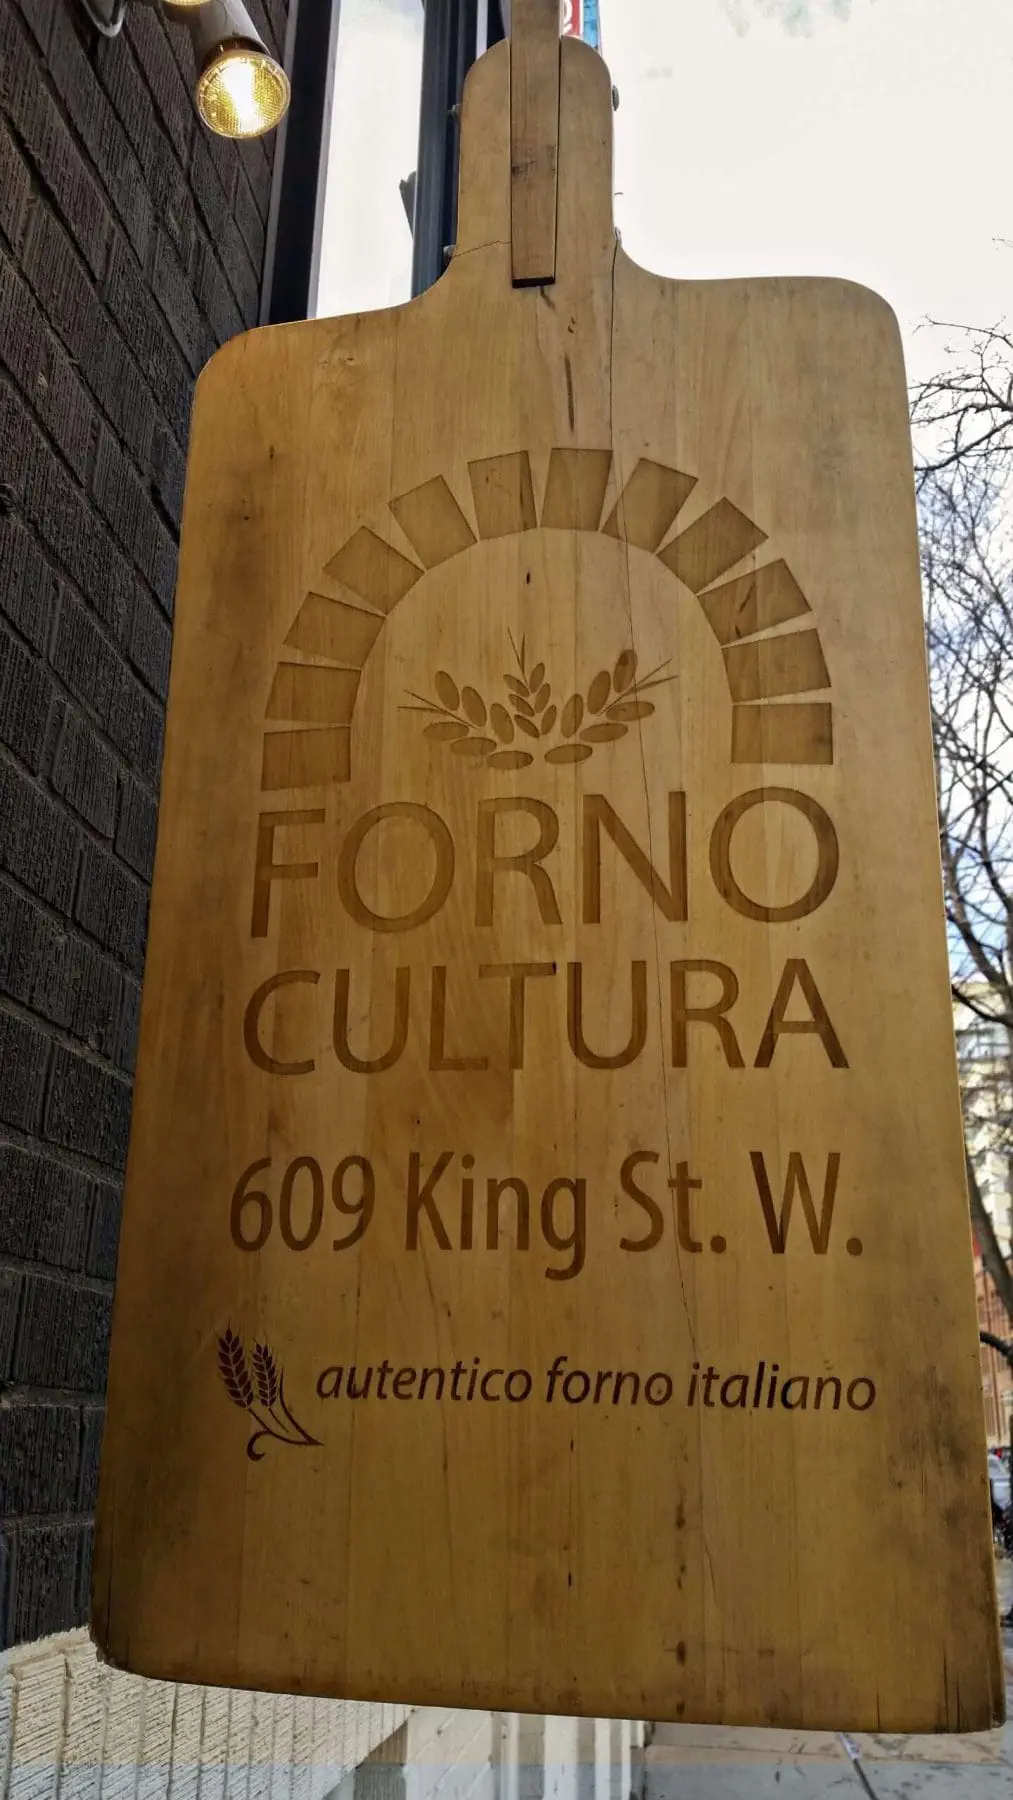 FORNO
CULTURA
609 King St. W.
autentico forno italiano